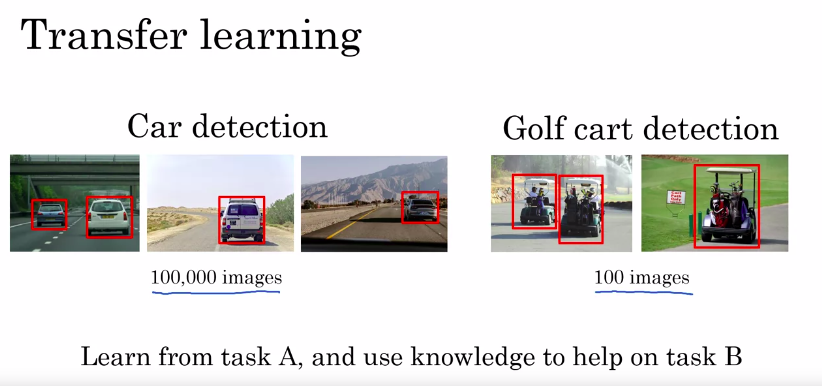 Transfer learning
Car detection
Golf cart detection
100,000 images
100 images
Learn from task A, and use knowledge to help on task B